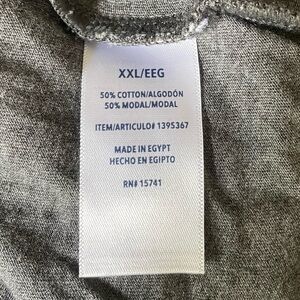 XXL/EEG
50% COTTON/ALGODÓN
50% MODAL/MODAL
ITEM/ARTICULO# 1395367
MADE IN EGYPT
HECHO EN EGIPTO
RN# 15741